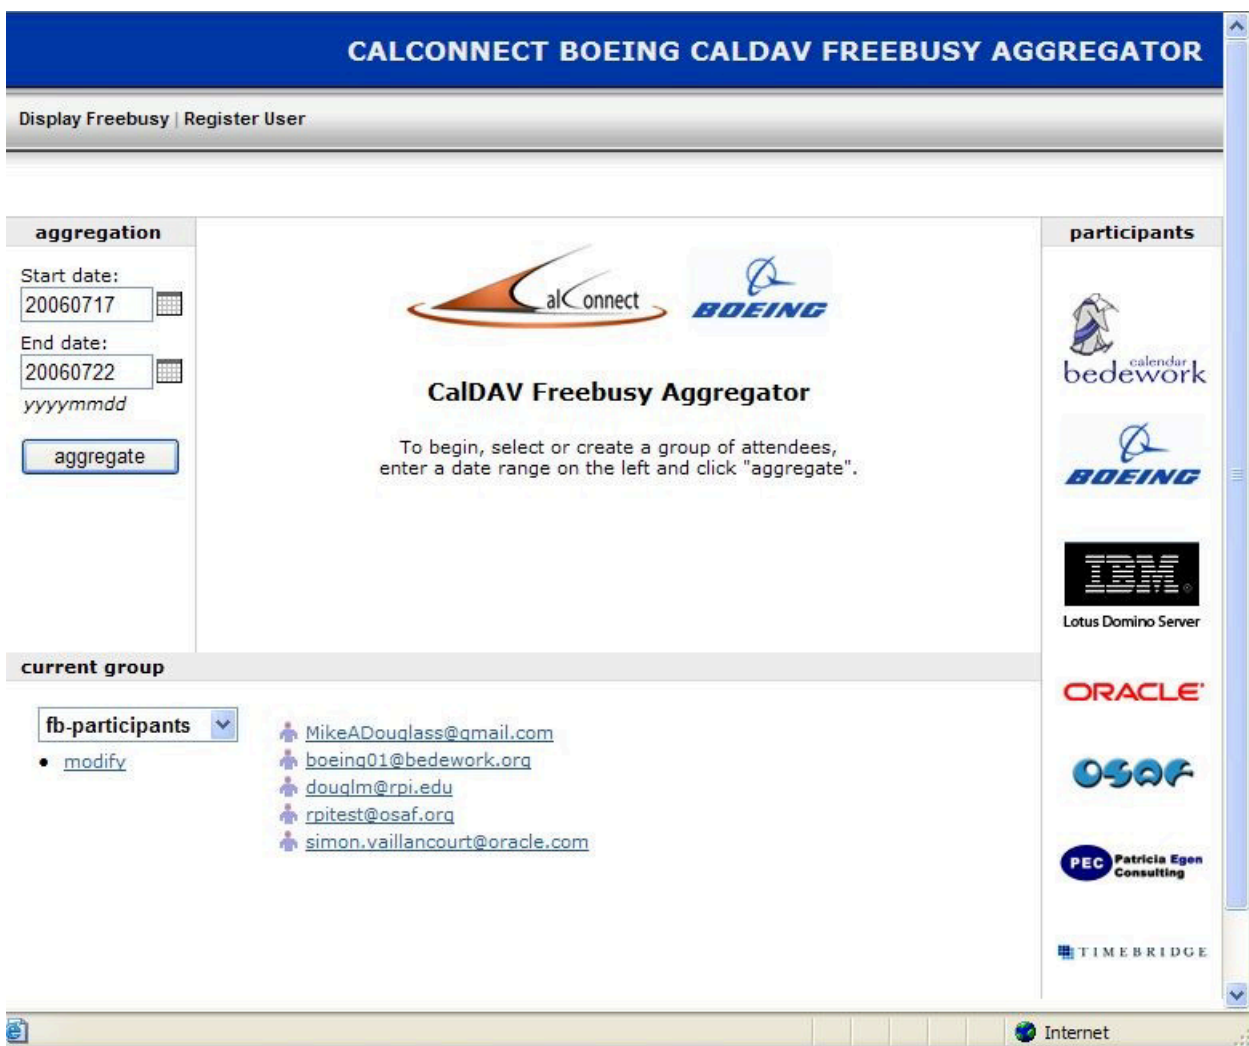 CALCONNECT BOEING CALDAV FREEBUSY AGGREGATOR
Display Freebusy | Register User
aggregation
Start date:
20060717
End date:
20060722
yyyymmdd
aggregate
CalConnect
BOEING
CalDAV Freebusy Aggregator
To begin, select or create a group of attendees,
enter a date range on the left and click "aggregate".
participants
calendar
bedework
BOEING
IBM®
Lotus Domino Server
ORACLE
OSAF
PEC Patricia Egen
Consulting
TIMEBRIDGE
current group
fb-participants
modify
MikeADouglass@gmail.com
boeing01@bedework.org
douglm@rpi.edu
rpitest@osaf.org
simon.vaillancourt@oracle.com
Internet